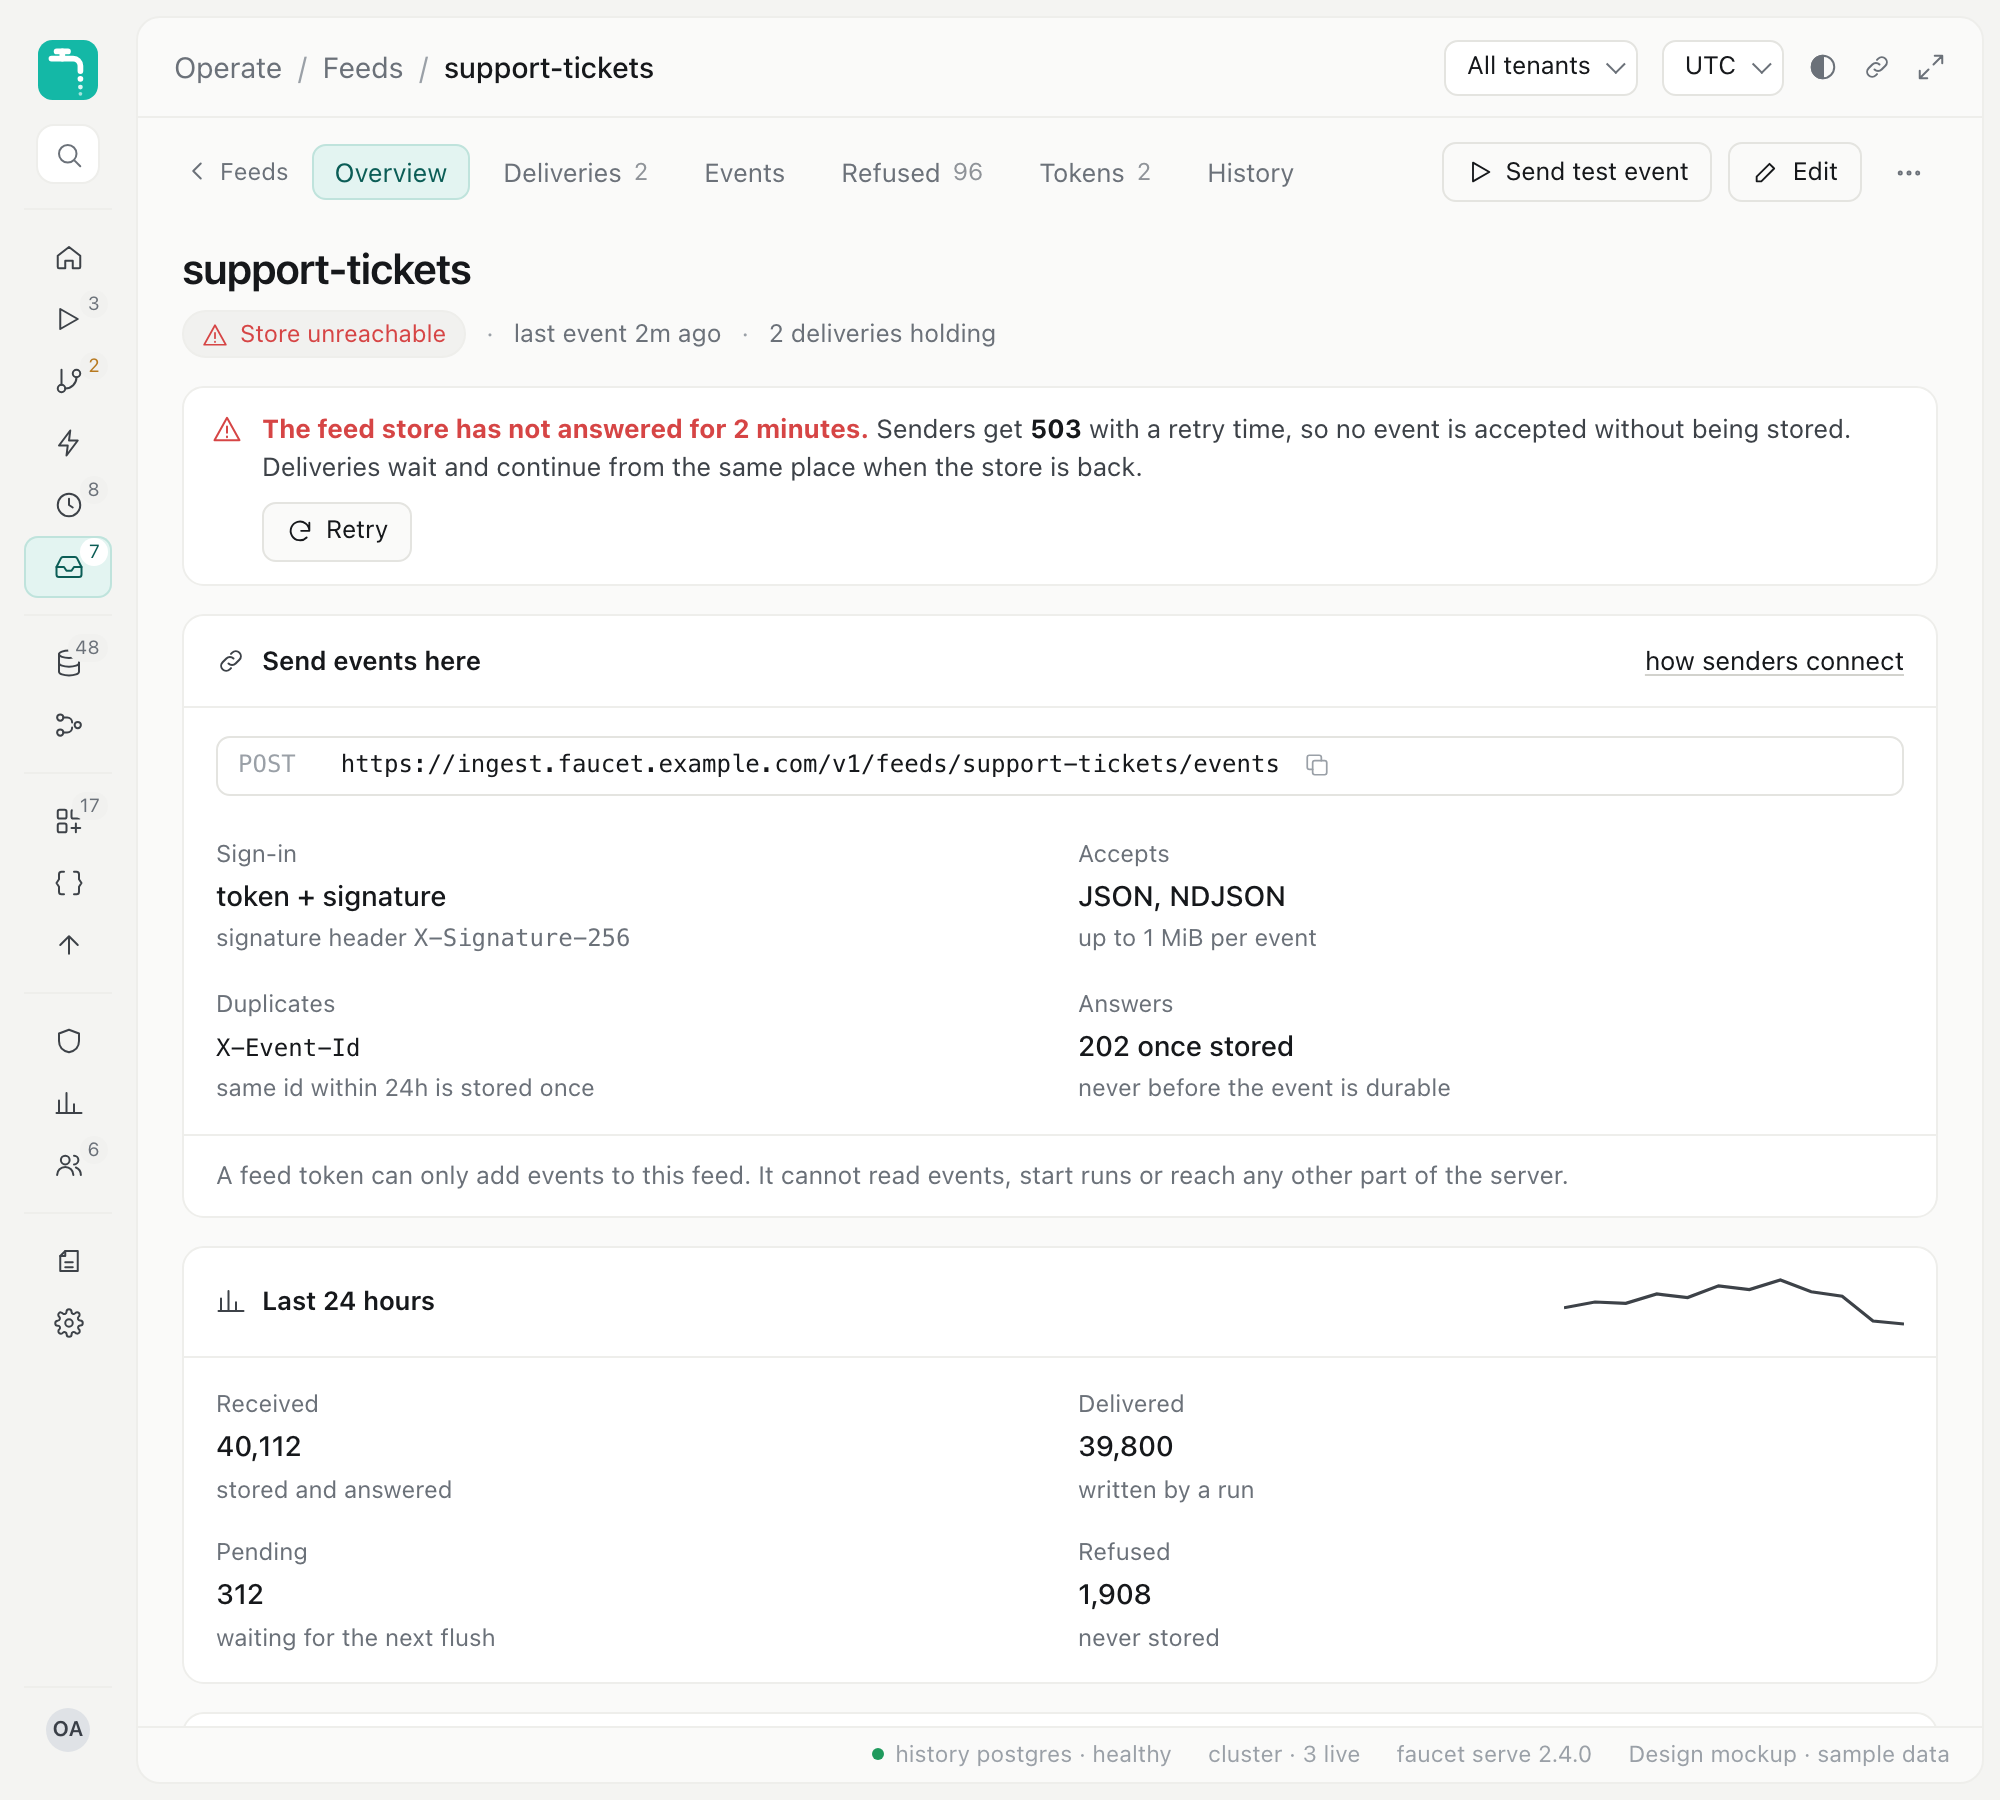 Operate / Feeds / support-tickets
All tenants
UTC
Feeds
Overview
Deliveries 2
Events
Refused 96
Tokens 2
History
Send test event
Edit
3
2
8
7
48
17
6
OA
support-tickets
Store unreachable · last event 2m ago · 2 deliveries holding
The feed store has not answered for 2 minutes. Senders get 503 with a retry time, so no event is accepted without being stored.
Deliveries wait and continue from the same place when the store is back.
Retry
Send events here
how senders connect
POST https://ingest.faucet.example.com/v1/feeds/support-tickets/events
Sign-in
token + signature
signature header X-Signature-256
Accepts
JSON, NDJSON
up to 1 MiB per event
Duplicates
X-Event-Id
same id within 24h is stored once
Answers
202 once stored
never before the event is durable
A feed token can only add events to this feed. It cannot read events, start runs or reach any other part of the server.
Last 24 hours
Received
40,112
stored and answered
Delivered
39,800
written by a run
Pending
312
waiting for the next flush
Refused
1,908
never stored
history postgres · healthy
cluster · 3 live
faucet serve 2.4.0
Design mockup · sample data